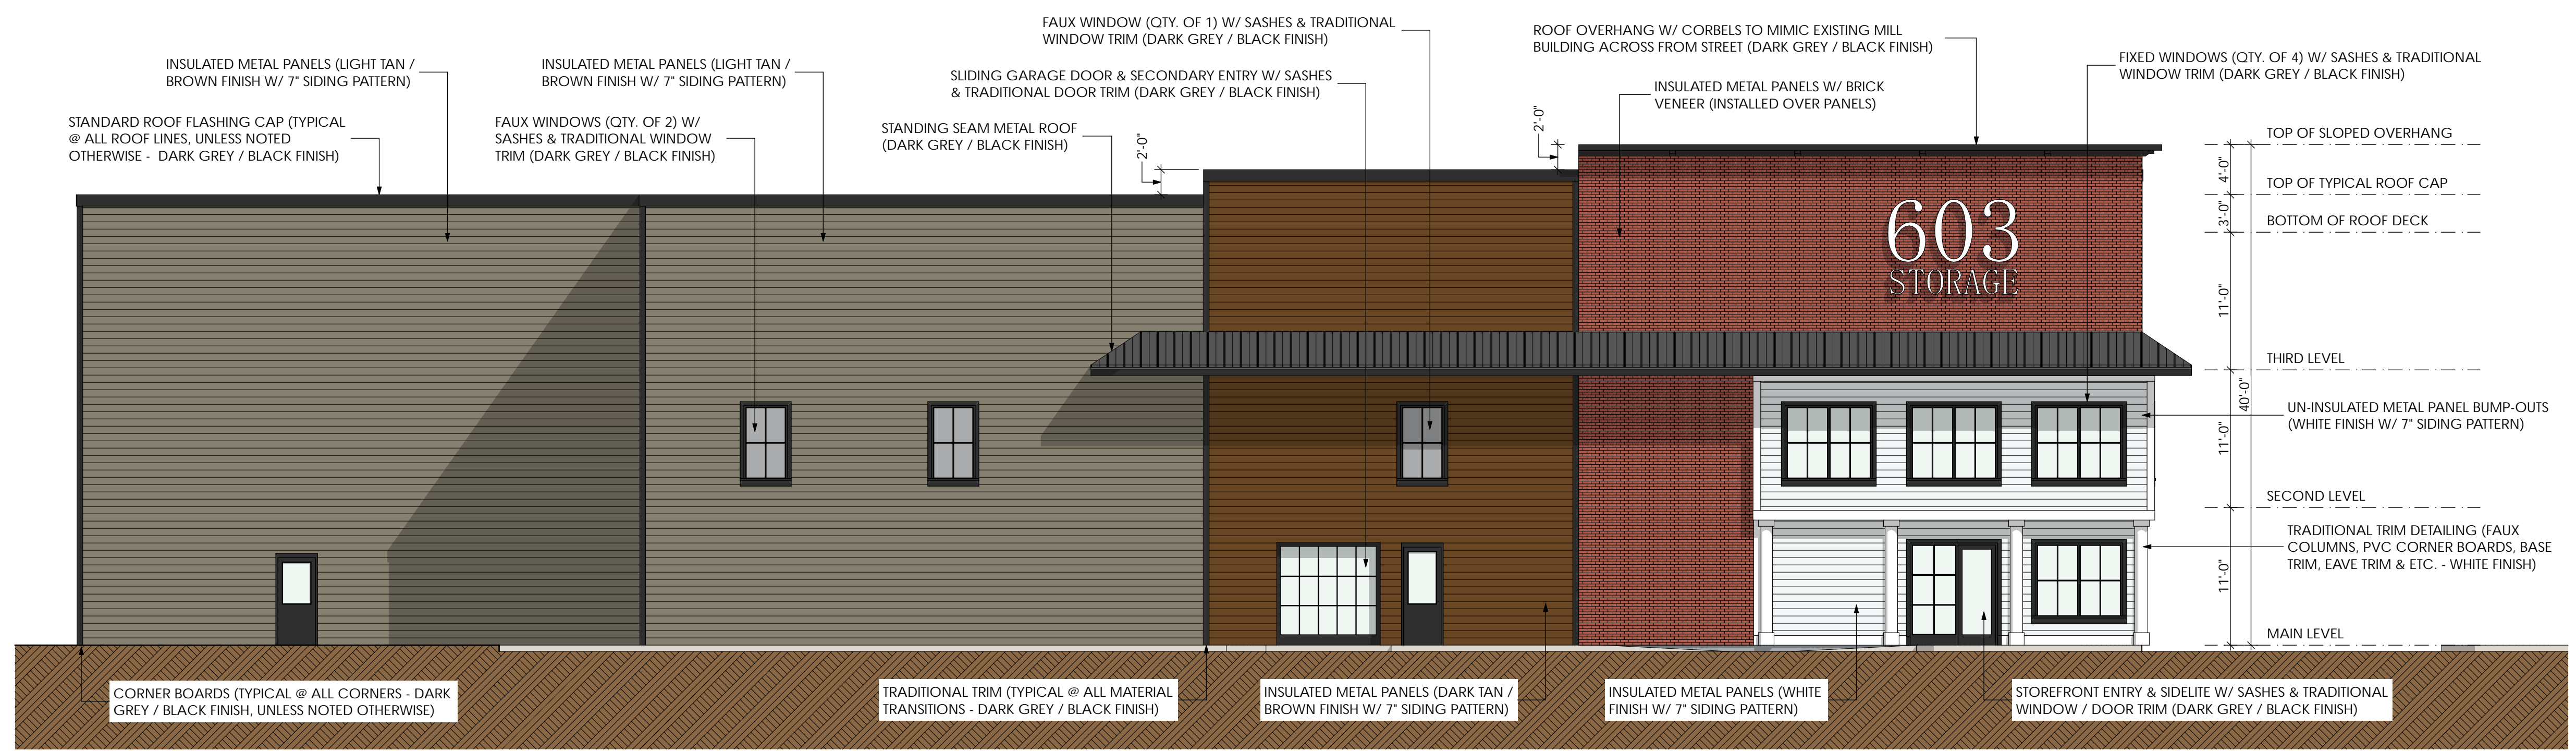 FAUX WINDOW (QTY. OF 1) W/ SASHES & TRADITIONAL
WINDOW TRIM (DARK GREY / BLACK FINISH)
ROOF OVERHANG W/ CORBELS TO MIMIC EXISTING MILL
BUILDING ACROSS FROM STREET (DARK GREY / BLACK FINISH)
FIXED WINDOWS (QTY. OF 4) W/ SASHES & TRADITIONAL
WINDOW TRIM (DARK GREY / BLACK FINISH)
INSULATED METAL PANELS (LIGHT TAN /
BROWN FINISH W/ 7" SIDING PATTERN)
INSULATED METAL PANELS (LIGHT TAN /
BROWN FINISH W/ 7" SIDING PATTERN)
SLIDING GARAGE DOOR & SECONDARY ENTRY W/ SASHES
& TRADITIONAL DOOR TRIM (DARK GREY / BLACK FINISH)
INSULATED METAL PANELS W/ BRICK
VENEER (INSTALLED OVER PANELS)
STANDARD ROOF FLASHING CAP (TYPICAL
@ ALL ROOF LINES, UNLESS NOTED
OTHERWISE - DARK GREY / BLACK FINISH)
FAUX WINDOWS (QTY. OF 2) W/
SASHES & TRADITIONAL WINDOW
TRIM (DARK GREY / BLACK FINISH)
STANDING SEAM METAL ROOF
(DARK GREY / BLACK FINISH)
2'-0"
2'-0"
TOP OF SLOPED OVERHANG
4'-0"
TOP OF TYPICAL ROOF CAP
3'-0"
BOTTOM OF ROOF DECK
603
STORAGE
11'-0"
THIRD LEVEL
40'-0"
11'-0"
UN-INSULATED METAL PANEL BUMP-OUTS
(WHITE FINISH W/ 7" SIDING PATTERN)
SECOND LEVEL
TRADITIONAL TRIM DETAILING (FAUX
COLUMNS, PVC CORNER BOARDS, BASE
TRIM, EAVE TRIM & ETC. - WHITE FINISH)
11'-0"
MAIN LEVEL
CORNER BOARDS (TYPICAL @ ALL CORNERS - DARK
GREY / BLACK FINISH, UNLESS NOTED OTHERWISE)
TRADITIONAL TRIM (TYPICAL @ ALL MATERIAL
TRANSITIONS - DARK GREY / BLACK FINISH)
INSULATED METAL PANELS (DARK TAN /
BROWN FINISH W/ 7" SIDING PATTERN)
INSULATED METAL PANELS (WHITE
FINISH W/ 7" SIDING PATTERN)
STOREFRONT ENTRY & SIDELITE W/ SASHES & TRADITIONAL
WINDOW / DOOR TRIM (DARK GREY / BLACK FINISH)